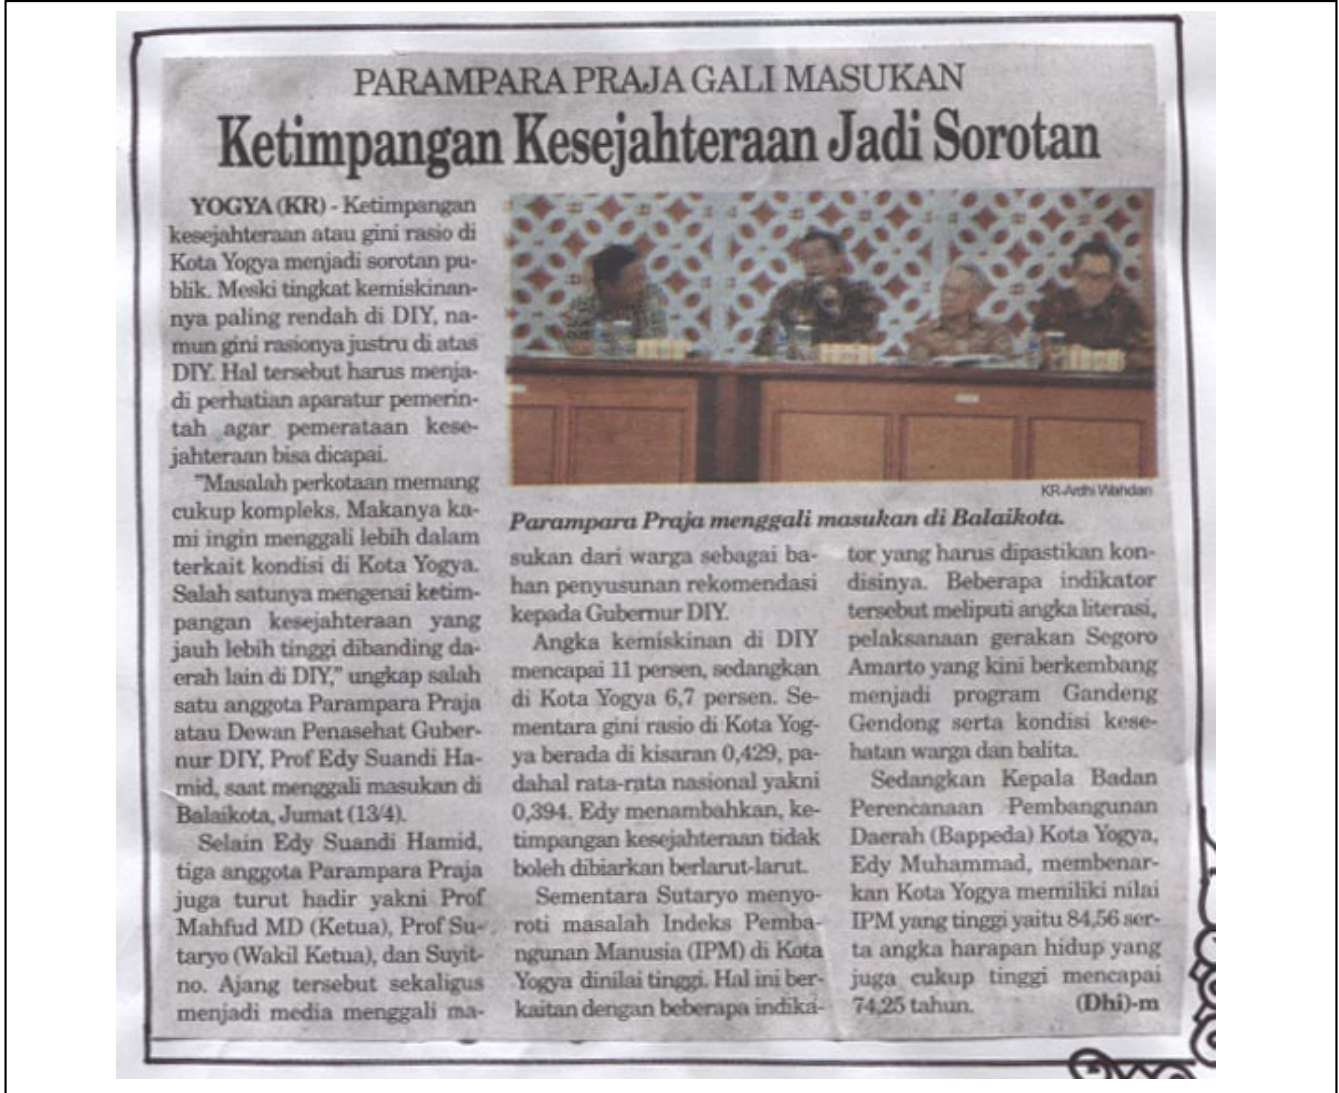 PARAMPARA PRAJA GALI MASUKAN
Ketimpangan Kesejahteraan Jadi Sorotan
YOGYA (KR) - Ketimpangan
kesejahteraan atau gini rasio di
Kota Yogya menjadi sorotan pu-
blik. Meski tingkat kemiskinan-
nya paling rendah di DIY, na-
mun gini rasionya justru di atas
DIY. Hal tersebut harus menja-
di perhatian aparatur pemerin-
tah agar pemerataan kese-
jahteraan bisa dicapai.
"Masalah perkotaan memang
cukup kompleks. Makanya ka-
mi ingin menggali lebih dalam
terkait kondisi di Kota Yogya.
Salah satunya mengenai ketim-
pangan kesejahteraan yang
jauh lebih tinggi dibanding da-
erah lain di DIY," ungkap salah
satu anggota Parampara Praja
atau Dewan Penasehat Guber-
nur DIY, Prof Edy Suandi Ha-
mid, saat menggali masukan di
Balaikota, Jumat (13/4).
Selain Edy Suandi Hamid,
tiga anggota Parampara Praja
juga turut hadir yakni Prof
Mahfud MD (Ketua), Prof Su-
taryo (Wakil Ketua), dan Suyit-
no. Ajang tersebut sekaligus
menjadi media menggali ma-
KR-Ardhi Wahdan
Parampara Praja menggali masukan di Balaikota.
sukan dari warga sebagai ba-
han penyusunan rekomendasi
kepada Gubernur DIY.
Angka kemiskinan di DIY
mencapai 11 persen, sedangkan
di Kota Yogya 6,7 persen. Se-
mentara gini rasio di Kota Yog-
ya berada di kisaran 0,429, pa-
dahal rata-rata nasional yakni
0,394. Edy menambahkan, ke-
timpangan kesejahteraan tidak
boleh dibiarkan berlarut-larut.
Sementara Sutaryo menyo-
roti masalah Indeks Pemba-
ngunan Manusia (IPM) di Kota
Yogya dinilai tinggi. Hal ini ber-
kaitan dengan beberapa indika-
tor yang harus dipastikan kon-
disinya. Beberapa indikator
tersebut meliputi angka literasi,
pelaksanaan gerakan Segoro
Amarto yang kini berkembang
menjadi program Gandeng
Gendong serta kondisi kese-
hatan warga dan balita.
Sedangkan Kepala Badan
Perencanaan Pembangunan
Daerah (Bappeda) Kota Yogya,
Edy Muhammad, membenar-
kan Kota Yogya memiliki nilai
IPM yang tinggi yaitu 84,56 ser-
ta angka harapan hidup yang
juga cukup tinggi mencapai
74,25 tahun. (Dhi)-m